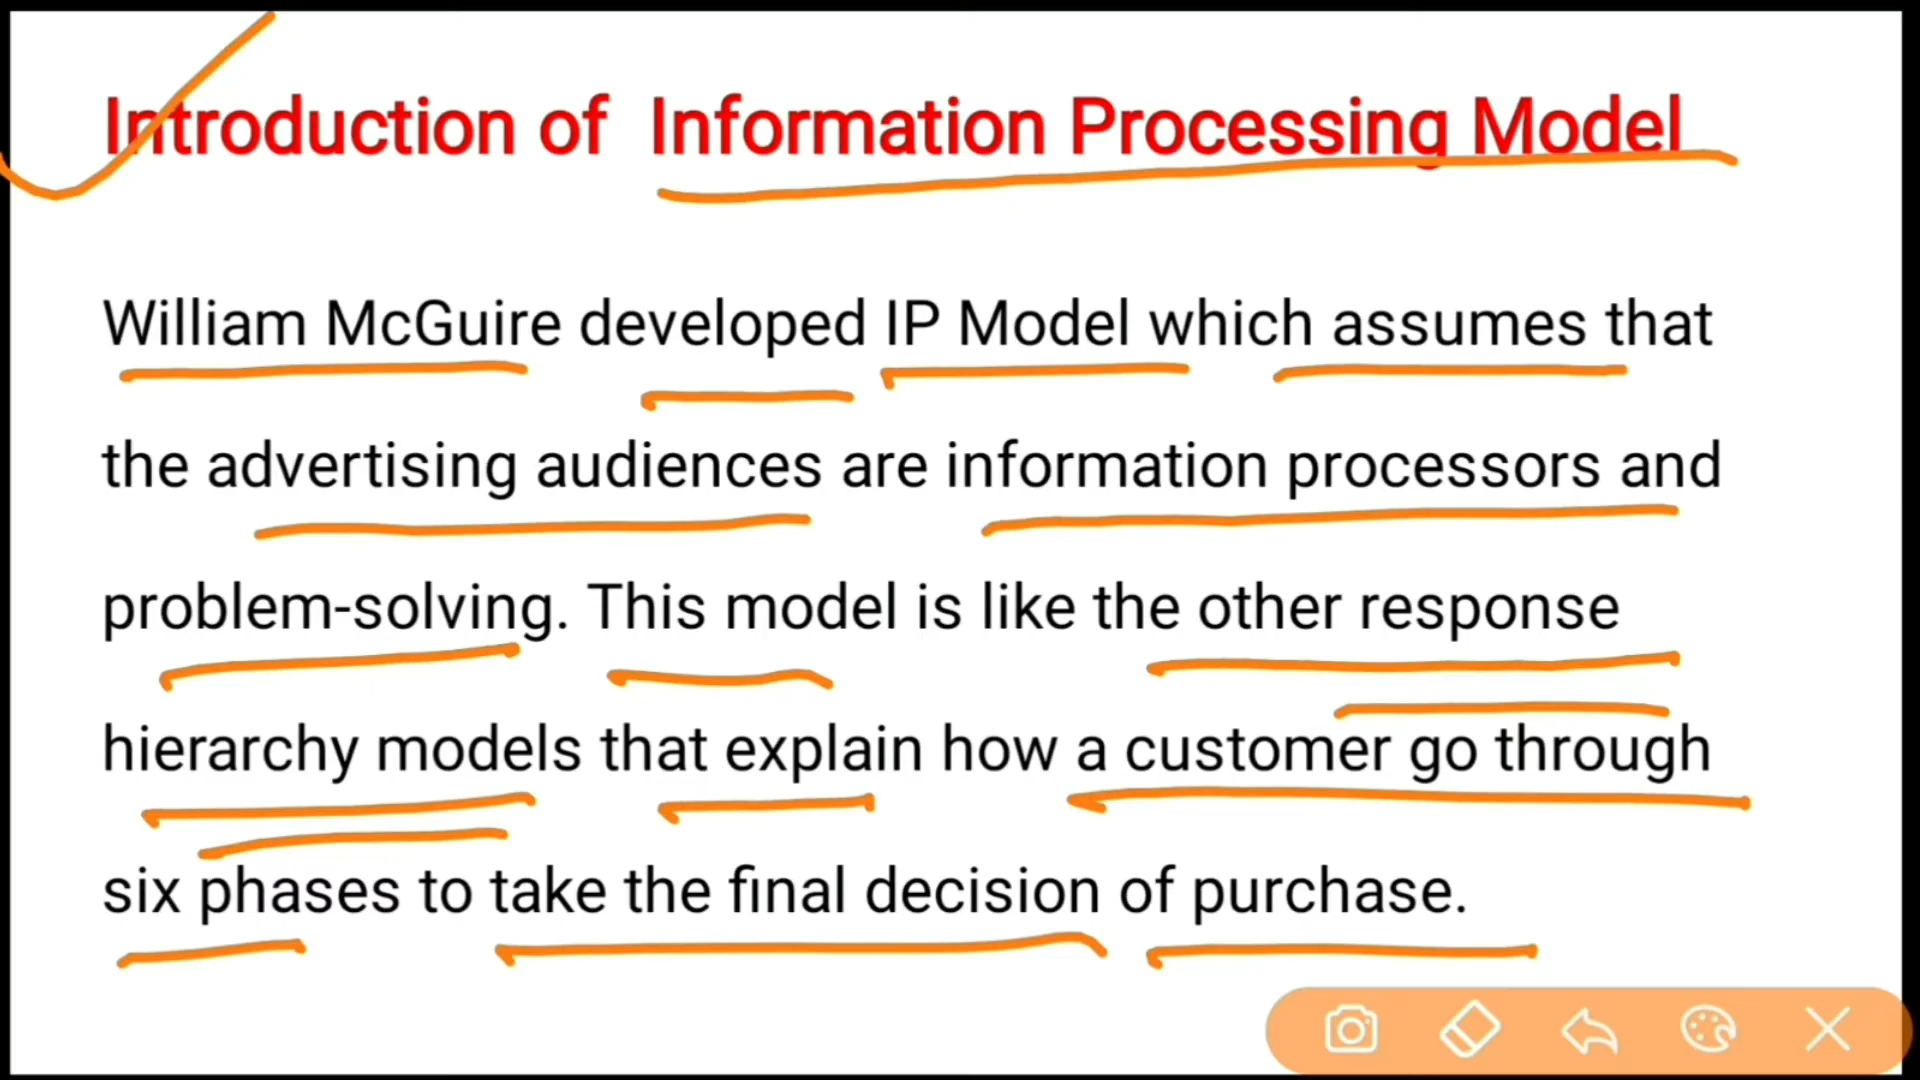 Introduction of Information Processing Model
William McGuire developed IP Model which assumes that
the advertising audiences are information processors and
problem-solving. This model is like the other response
hierarchy models that explain how a customer go through
six phases to take the final decision of purchase.